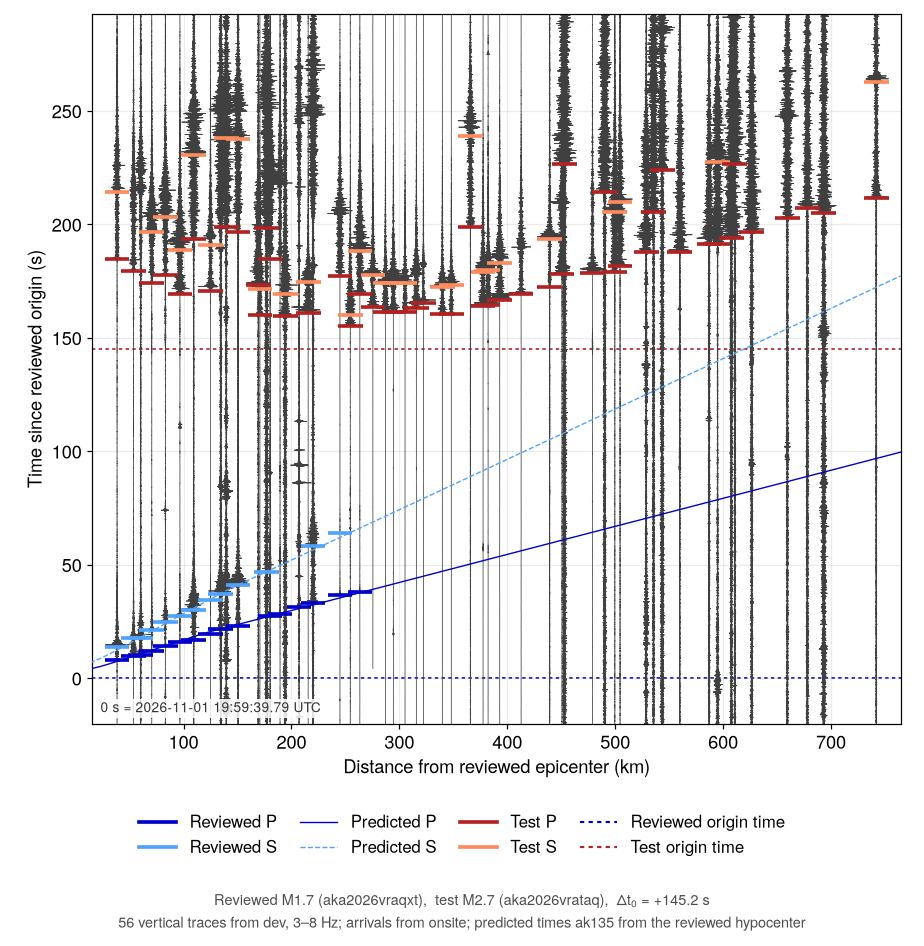 250
200
150
100
50
0
Time since reviewed origin (s)
0 s = 2026-11-01 19:59:39.79 UTC
100 200 300 400 500 600 700
Distance from reviewed epicenter (km)
Reviewed P Predicted P Test P Reviewed origin time
Reviewed S Predicted S Test S Test origin time
Reviewed M1.7 (aka2026vraqxt), test M2.7 (aka2026vrataq), Δt₀ = +145.2 s
56 vertical traces from dev, 3–8 Hz; arrivals from onsite; predicted times ak135 from the reviewed hypocenter